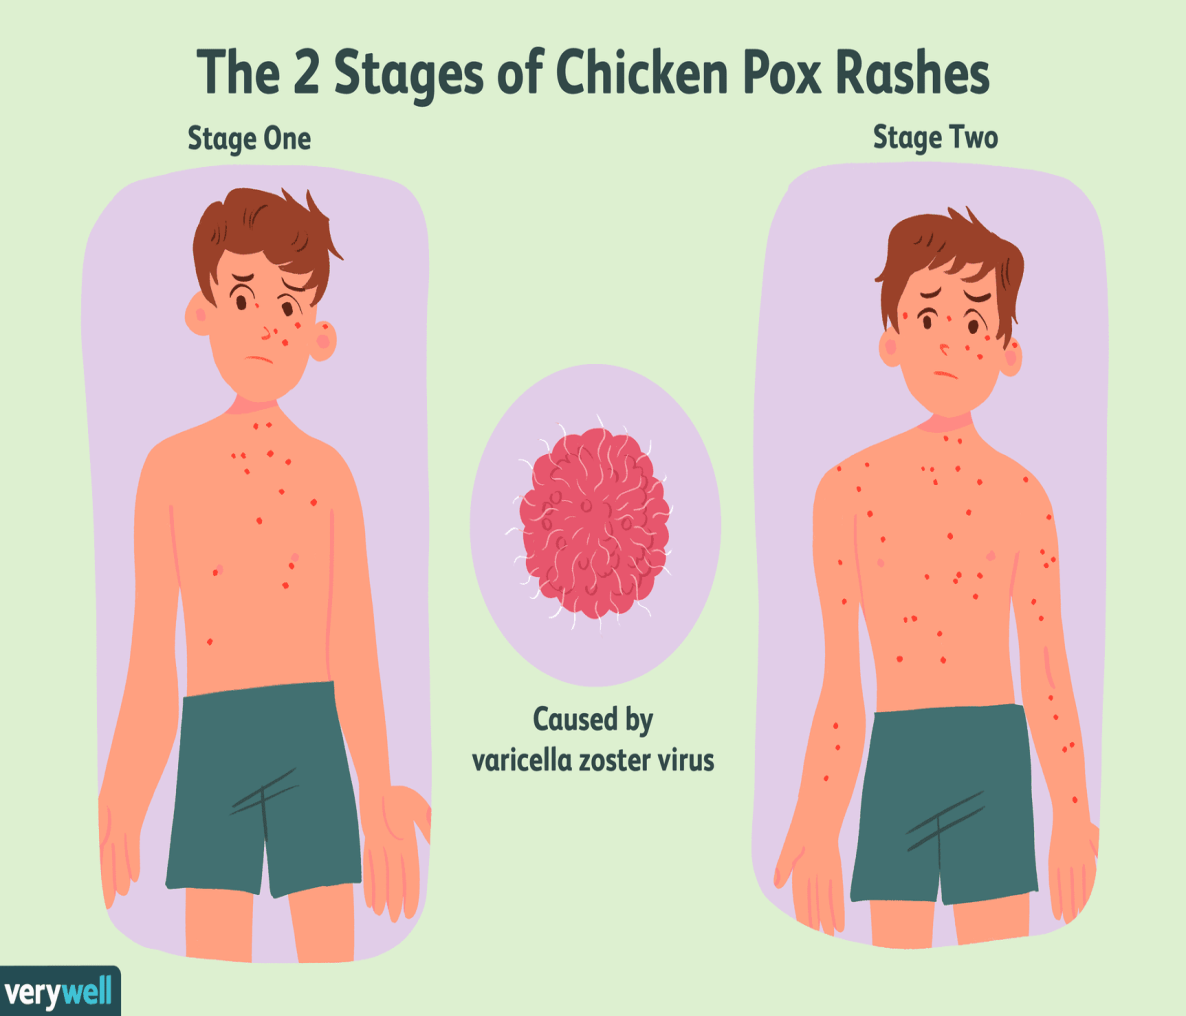 The 2 Stages of Chicken Pox Rashes
Stage One
Stage Two
Caused by
varicella zoster virus
verywell